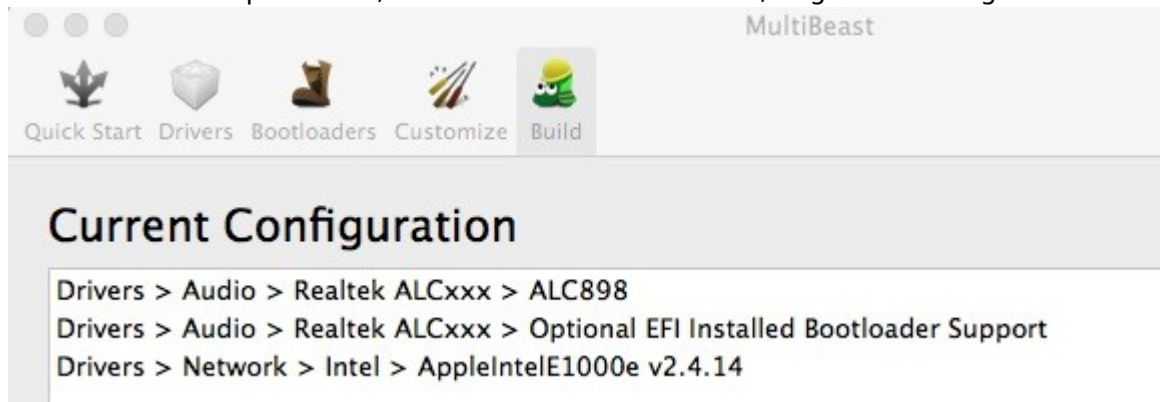 MultiBeast
Quick Start Drivers Bootloaders Customize Build
Current Configuration
Drivers > Audio > Realtek ALCxxx > ALC898
Drivers > Audio > Realtek ALCxxx > Optional EFI Installed Bootloader Support
Drivers > Network > Intel > AppleIntelE1000e v2.4.14